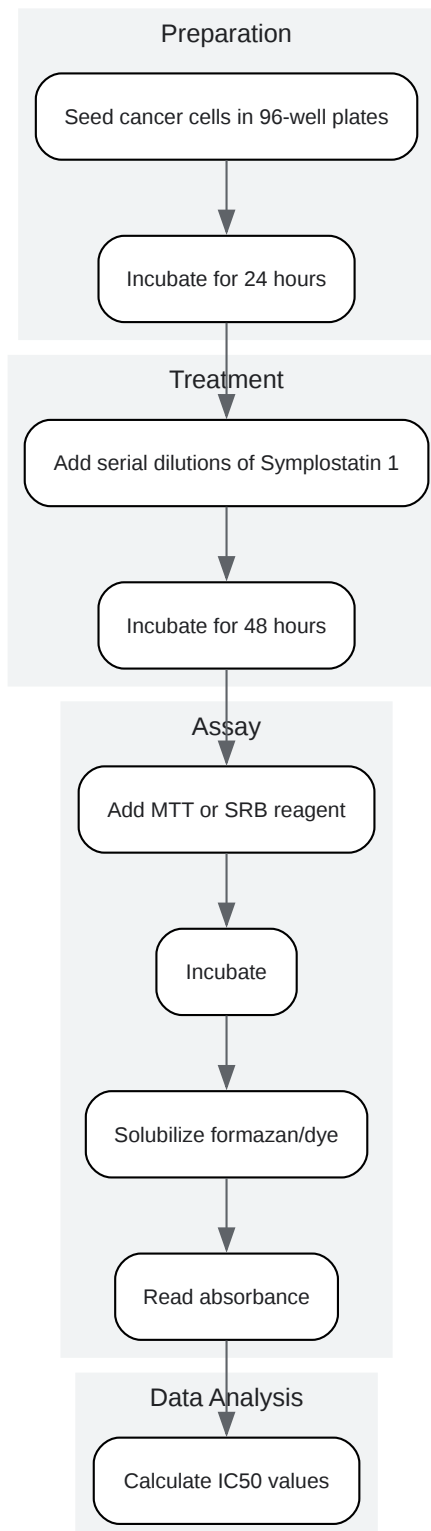 Preparation
Seed cancer cells in 96-well plates
Incubate for 24 hours
Treatment
Add serial dilutions of Symplostatin 1
Incubate for 48 hours
Assay
Add MTT or SRB reagent
Incubate
Solubilize formazan/dye
Read absorbance
Data Analysis
Calculate IC50 values